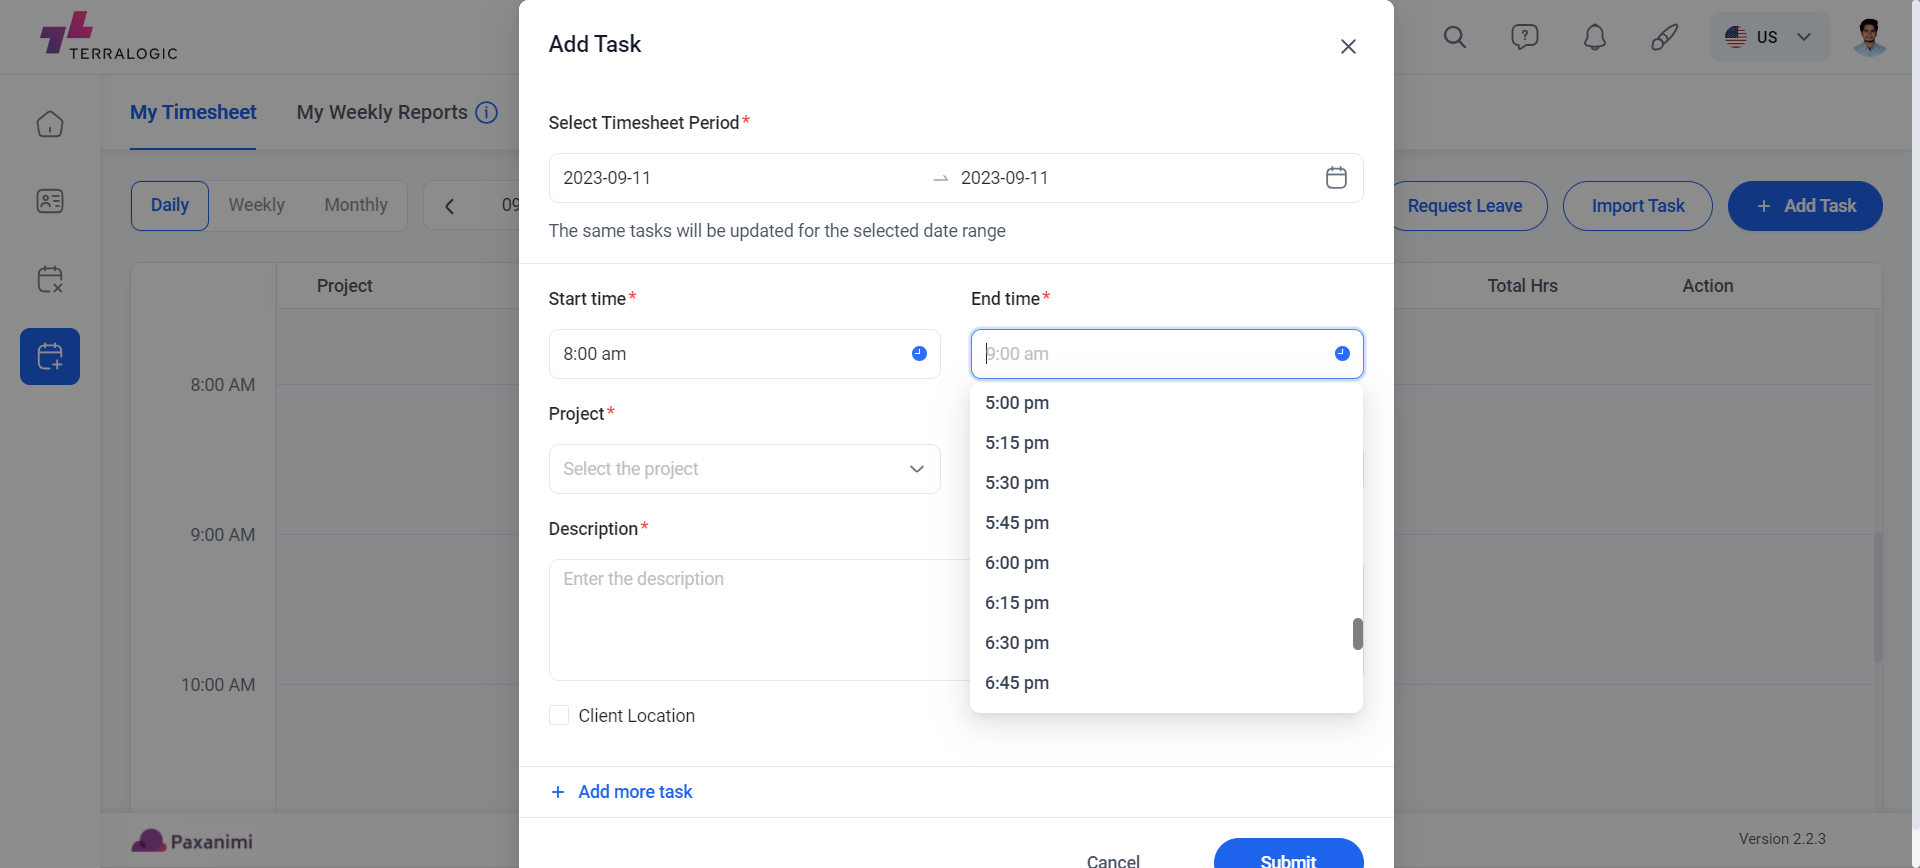 TERRALOGIC
Add Task
US
My Timesheet
My Weekly Reports
Select Timesheet Period*
2023-09-11
2023-09-11
Daily
Weekly
Monthly
09
Request Leave
Import Task
+ Add Task
The same tasks will be updated for the selected date range
Project
Total Hrs
Action
Start time*
End time*
8:00 am
9:00 am
8:00 AM
5:00 pm
Project*
5:15 pm
Select the project
5:30 pm
5:45 pm
Description*
9:00 AM
6:00 pm
Enter the description
6:15 pm
6:30 pm
10:00 AM
6:45 pm
Client Location
+ Add more task
Paxanimi
Version 2.2.3
Cancel
Submit